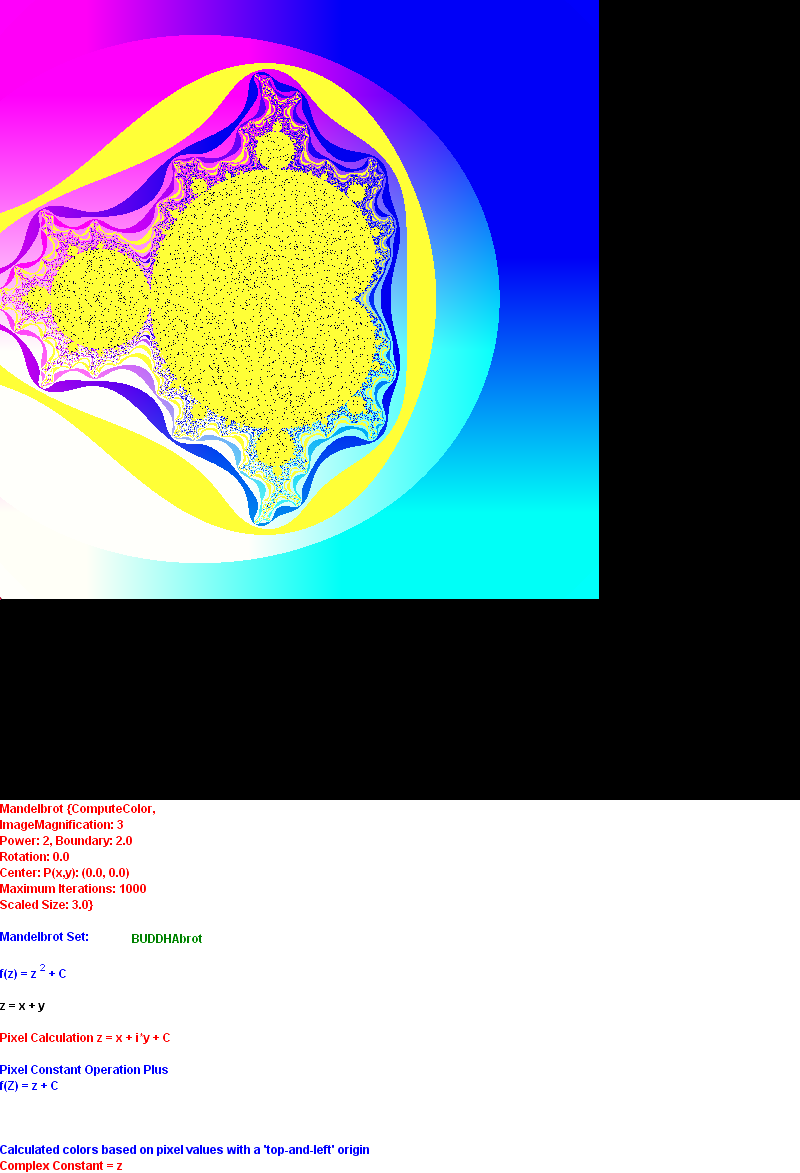 Mandelbrot {ComputeColor,
ImageMagnification: 3
Power: 2, Boundary: 2.0
Rotation: 0.0
Center: P(x,y): (0.0, 0.0)
Maximum Iterations: 1000
Scaled Size: 3.0}
Mandelbrot Set: BUDDHAbrot
f(z) = z 2 + C
z = x + y
Pixel Calculation z = x + i*y + C
Pixel Constant Operation Plus
f(Z) = z + C
Calculated colors based on pixel values with a 'top-and-left' origin
Complex Constant = z